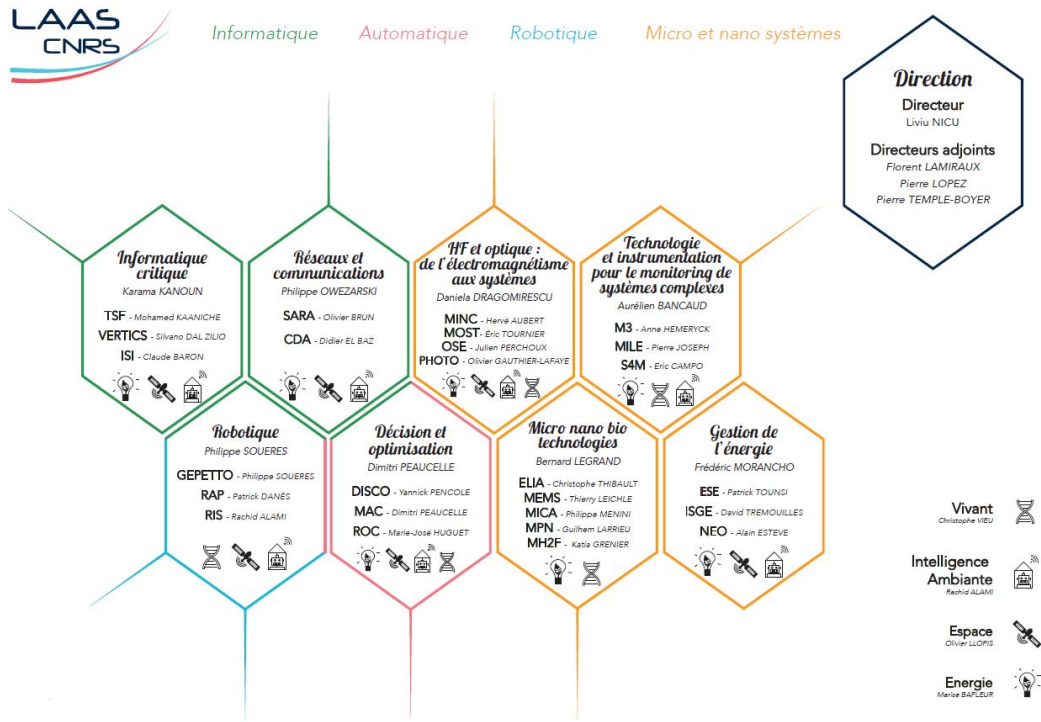 LAAS
CNRS
Informatique
Automatique
Robotique
Micro et nano systèmes
Direction
Directeur
Liviu NICU
Directeurs adjoints
Florent LAMIRAUX
Pierre LOPEZ
Pierre TEMPLE-BOYER
Informatique
critique
Karama KANOUN
TSF - Mohamed KAANICHE
VERTICS - Silvano DAL ZILIO
ISI - Claude BARON
Réseaux et
communications
Philippe OWEZARSKI
SARA - Olivier BRUN
CDA - Didier EL BAZ
HF et optique :
de l'électromagnétisme
aux systèmes
Daniela DRAGOMIRESCU
MINC - Hervé AUBERT
MOST- Éric TOURNIER
OSE - Julien PERCHOUX
PHOTO - Olivier GAUTHIER-LAFAYE
Technologie
et instrumentation
pour le monitoring de
systèmes complexes
Aurélien BANCAUD
M3 - Anne HEMERYCK
MILE - Pierre JOSEPH
S4M - Eric CAMPO
Robotique
Philippe SOUERES
GEPETTO - Philippe SOUERES
RAP - Patrick DANÈS
RIS - Rachid ALAMI
Décision et
optimisation
Dimitri PEAUCELLE
DISCO - Yannick PENCOLE
MAC - Dimitri PEAUCELLE
ROC - Marie-José HUGUET
Micro nano bio
technologies
Bernard LEGRAND
ELIA - Christophe THIBAULT
MEMS - Thierry LEICHLE
MICA - Philippe MENINI
MPN - Guilhem LARRIEU
MH2F - Katia GRENIER
Gestion de
l'énergie
Frédéric MORANCHO
ESE - Patrick TOUNSI
ISGE - David TREMOUILLES
NEO - Alain ESTEVE
Vivant
Christophe VIEU
Intelligence
Ambiante
Rachid ALAMI
Espace
Olivier LLOPIS
Energie
Marise BAFLEUR